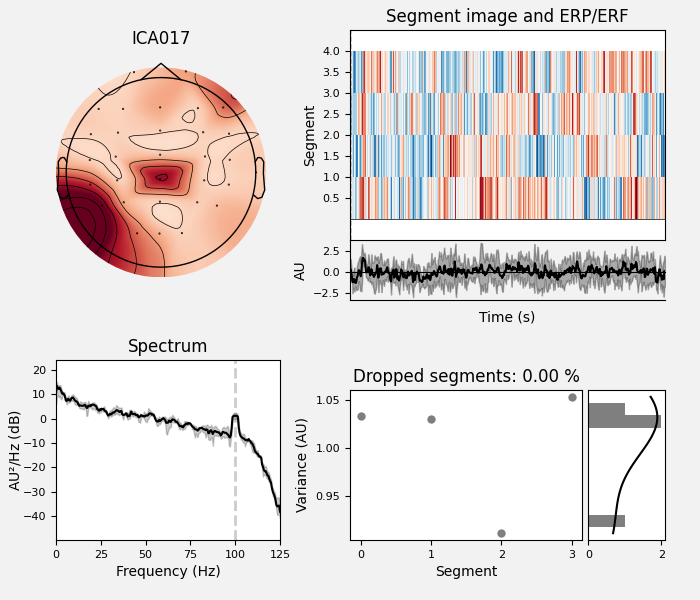 ICA017
Segment image and ERP/ERF
Segment
4.0
3.5
3.0
2.5
2.0
1.5
1.0
0.5
AU
2.5
0.0
−2.5
Time (s)
Spectrum
AU²/Hz (dB)
20
10
0
−10
−20
−30
−40
0 25 50 75 100 125
Frequency (Hz)
Dropped segments: 0.00 %
Variance (AU)
1.05
1.00
0.95
0 1 2 3
Segment
0 2